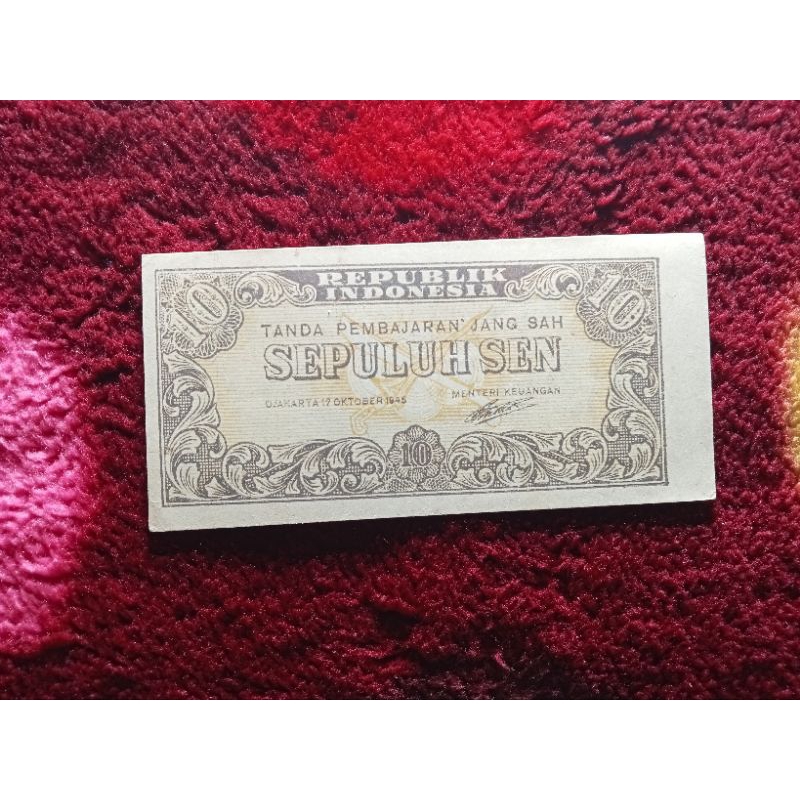 REPUBLIK
INDONESIA
10 10
TANDA PEMBAJARAN JANG SAH
SEPULUH SEN
DJAKARTA 17 OKTOBER 1945 MENTERI KEUANGAN
10